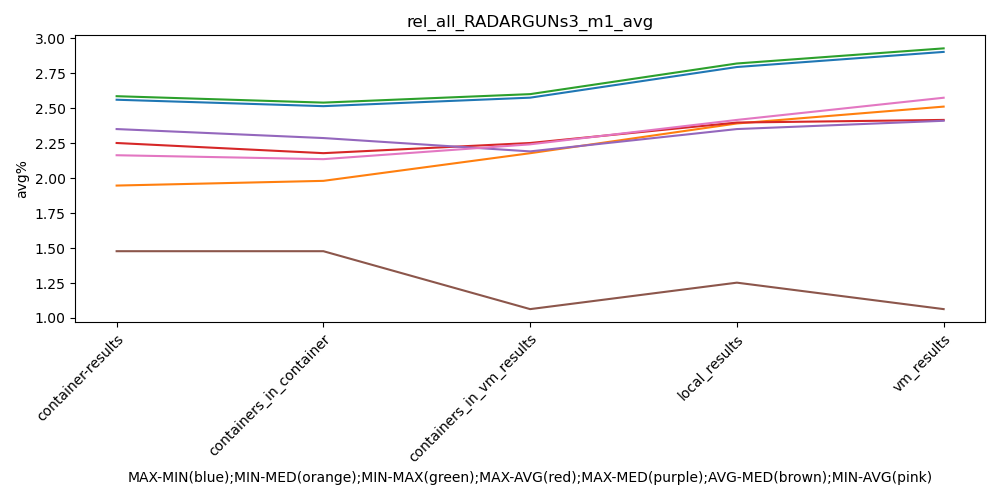 rel_all_RADARGUNs3_m1_avg
3.00
2.75
2.50
2.25
2.00
1.75
1.50
1.25
1.00
avg%
container-results
containers_in_container
containers_in_vm_results
local_results
vm_results
MAX-MIN(blue);MIN-MED(orange);MIN-MAX(green);MAX-AVG(red);MAX-MED(purple);AVG-MED(brown);MIN-AVG(pink)